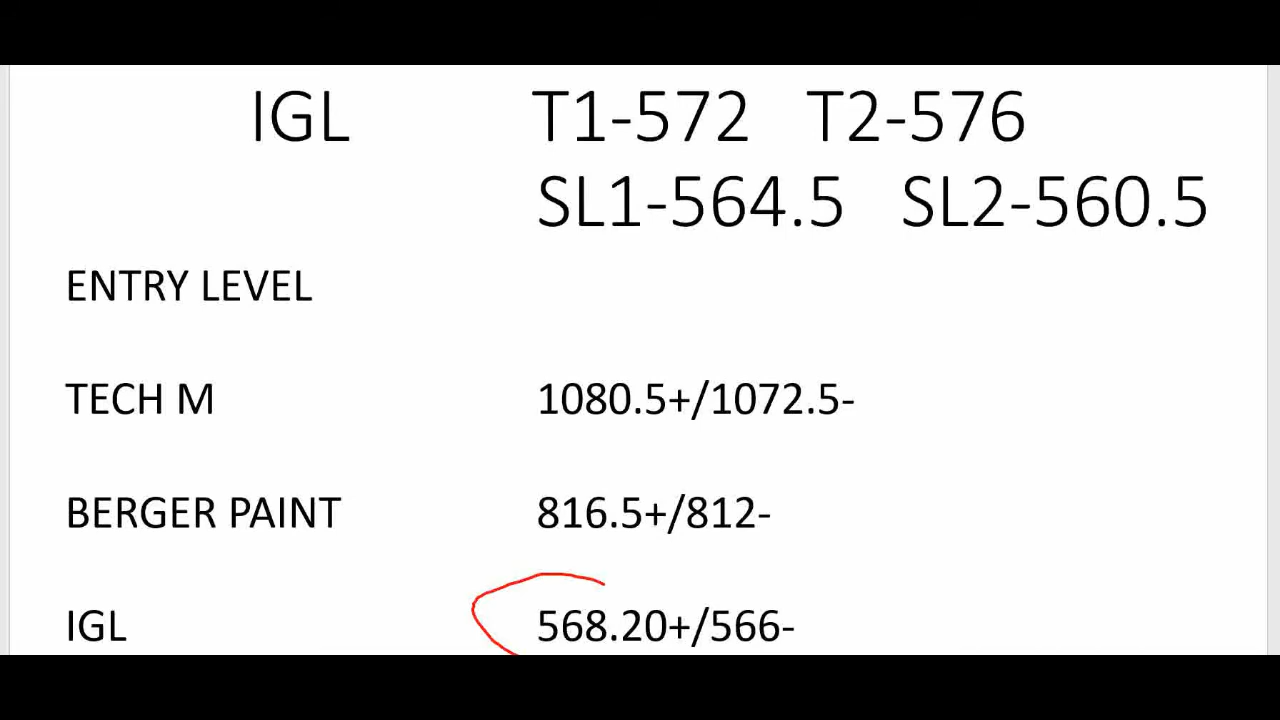 IGL T1-572 T2-576
SL1-564.5 SL2-560.5
ENTRY LEVEL
TECH M 1080.5+/1072.5-
BERGER PAINT 816.5+/812-
IGL 568.20+/566-